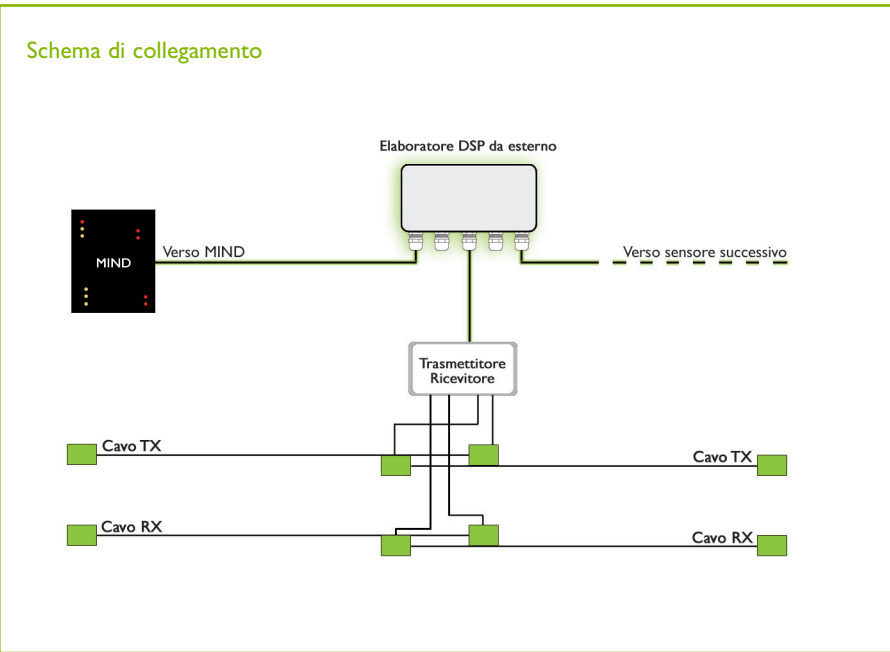 Schema di collegamento
Elaboratore DSP da esterno
Verso MIND
Verso sensore successivo
MIND
Trasmettitore
Ricevitore
Cavo TX
Cavo TX
Cavo RX
Cavo RX